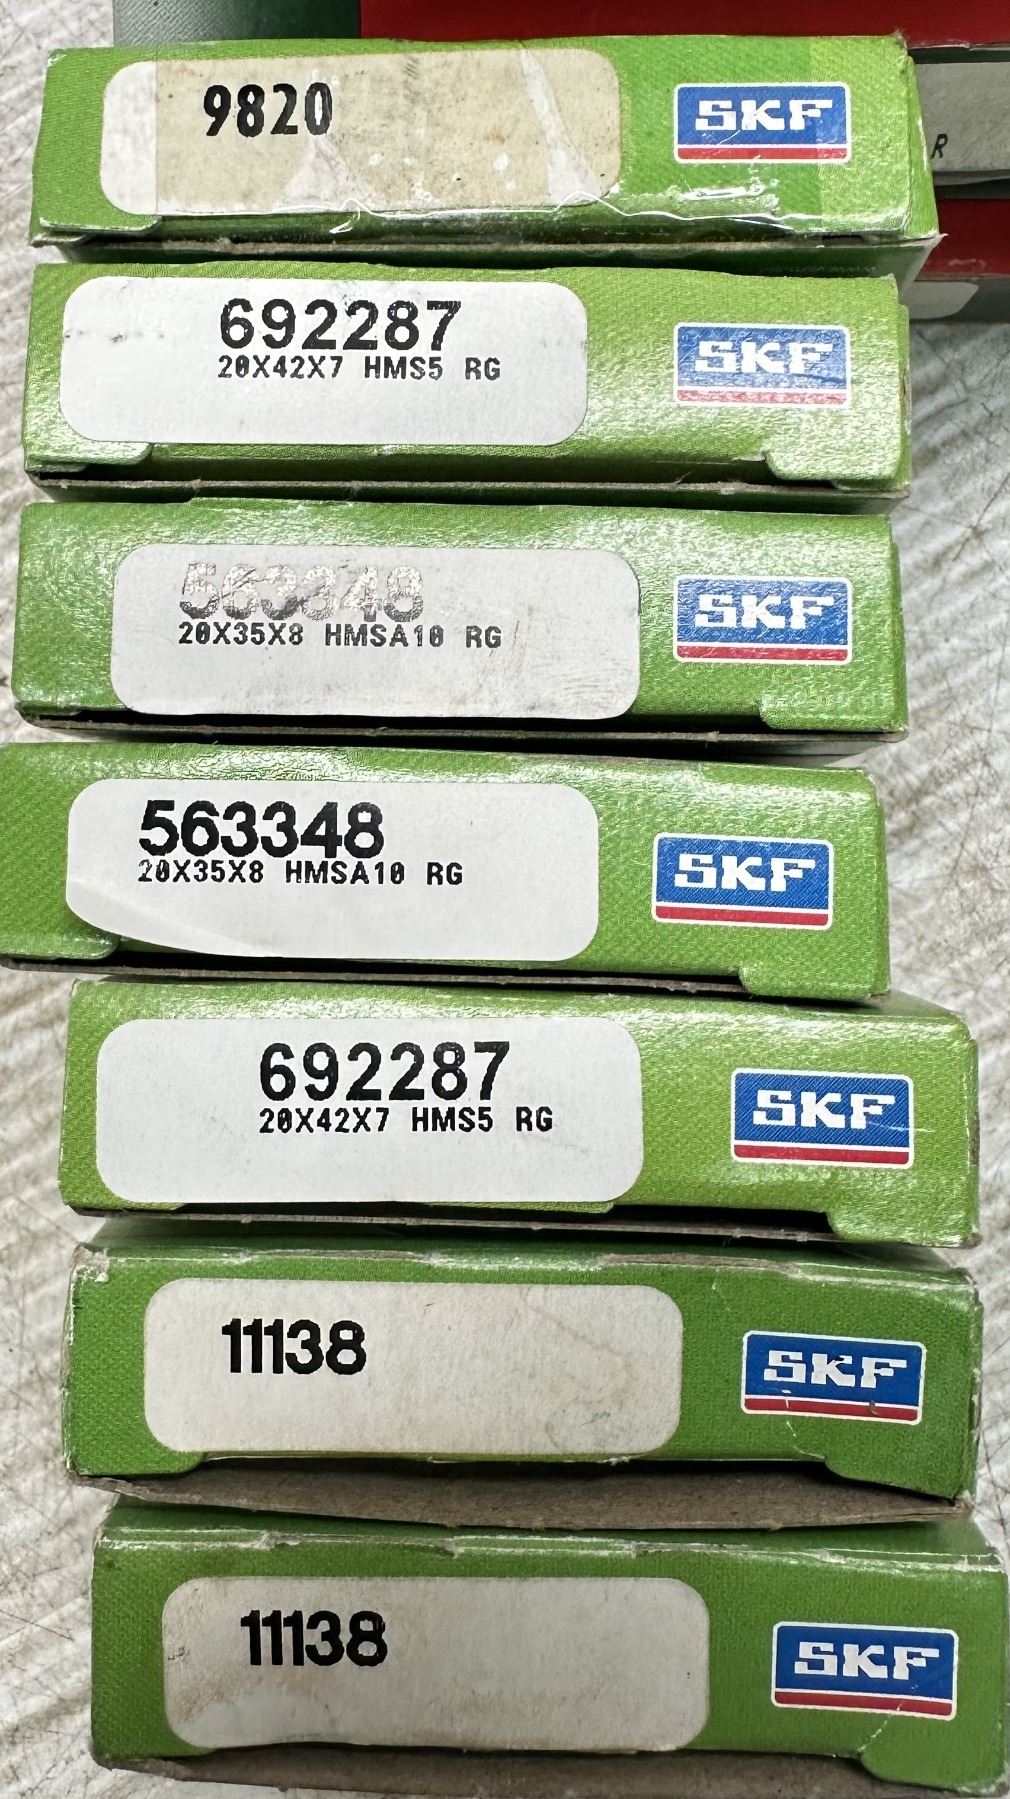 9820
SKF
R
692287
20X42X7 HMS5 RG
SKF
563348
20X35X8 HMSA10 RG
SKF
563348
20X35X8 HMSA10 RG
SKF
692287
20X42X7 HMS5 RG
SKF
11138
SKF
11138
SKF